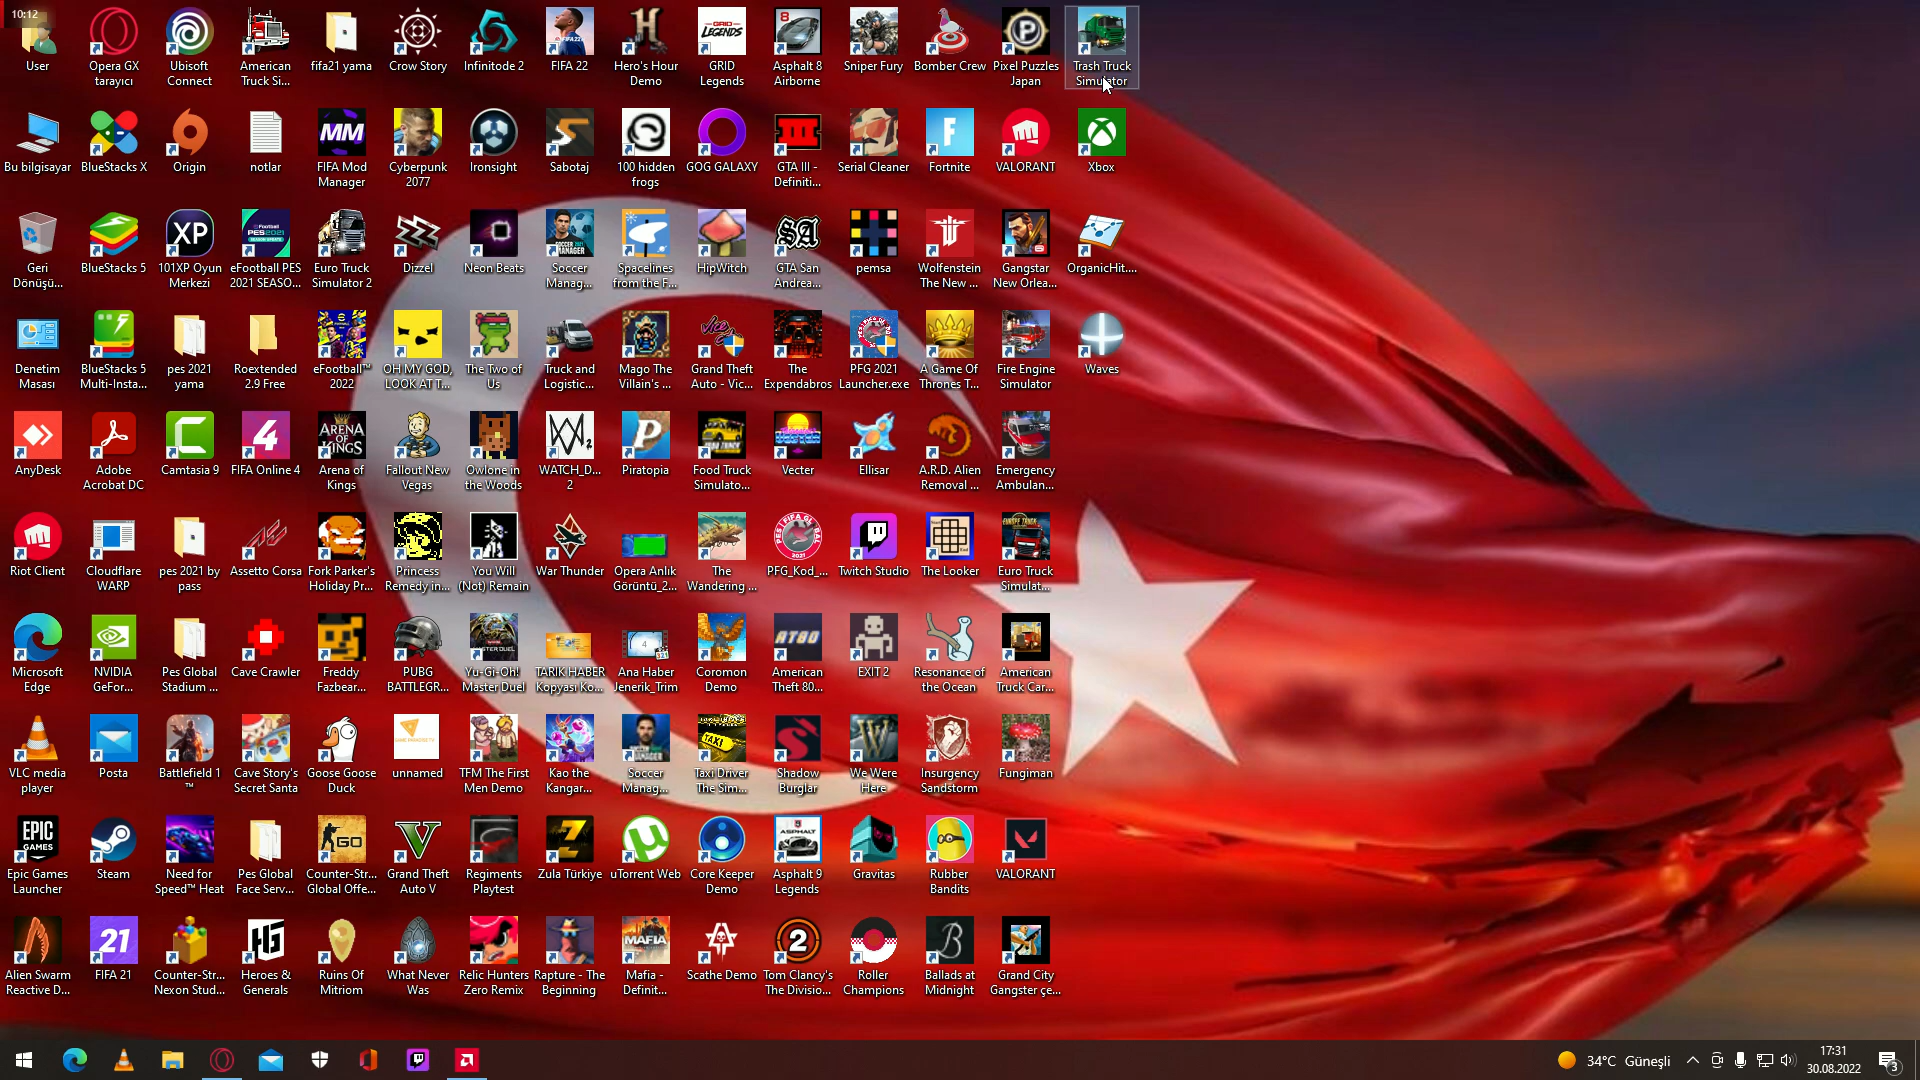 10:12
User
Opera GX
tarayıcı
Ubisoft
Connect
American
Truck Si...
fifa21 yama
Crow Story
Infinitode 2
FIFA 22
Hero's Hour
Demo
GRID
Legends
Asphalt 8
Airborne
Sniper Fury
Bomber Crew
Pixel Puzzles
Japan
Trash Truck
Simulator
Bu bilgisayar
BlueStacks X
Origin
notlar
FIFA Mod
Manager
Cyberpunk
2077
Ironsight
Sabotaj
100 hidden
frogs
GOG GALAXY
GTA III -
Definiti...
Serial Cleaner
Fortnite
VALORANT
Xbox
Geri
Dönüşü...
BlueStacks 5
101XP Oyun
Merkezi
eFootball PES
2021 SEASO...
Euro Truck
Simulator 2
Dizzel
Neon Beats
Soccer
Manag...
Spacelines
from the F...
HipWitch
GTA San
Andrea...
pemsa
Wolfenstein
The New ...
Gangstar
New Orlea...
OrganicHit....
Denetim
Masası
BlueStacks 5
Multi-Insta...
pes 2021
yama
Roextended
2.9 Free
eFootball™
2022
OH MY GOD,
LOOK AT T...
The Two of
Us
Truck and
Logistic...
Mago The
Villain's ...
Grand Theft
Auto - Vic...
The
Expendabros
PFG 2021
Launcher.exe
A Game Of
Thrones T...
Fire Engine
Simulator
Waves
AnyDesk
Adobe
Acrobat DC
Camtasia 9
FIFA Online 4
Arena of
Kings
Fallout New
Vegas
Owlone in
the Woods
WATCH_D...
2
Piratopia
Food Truck
Simulato...
Vecter
Ellisar
A.R.D. Alien
Removal ...
Emergency
Ambulan...
Riot Client
Cloudflare
WARP
pes 2021 by
pass
Assetto Corsa
Fork Parker's
Holiday Pr...
Princess
Remedy in...
You Will
(Not) Remain
War Thunder
Opera Anlık
Görüntü_2...
The
Wandering ...
PFG_Kod_...
Twitch Studio
The Looker
Euro Truck
Simulat...
Microsoft
Edge
NVIDIA
GeFor...
Pes Global
Stadium ...
Cave Crawler
Freddy
Fazbear...
PUBG
BATTLEGR...
Yu-Gi-Oh!
Master Duel
TARIK HABER
Kopyası Ko...
Ana Haber
Jenerik_Trim
Coromon
Demo
American
Theft 80...
EXIT 2
Resonance of
the Ocean
American
Truck Car...
VLC media
player
Posta
Battlefield 1
™
Cave Story's
Secret Santa
Goose Goose
Duck
unnamed
TFM The First
Men Demo
Kao the
Kangar...
Soccer
Manag...
Taxi Driver
The Sim...
Shadow
Burglar
We Were
Here
Insurgency
Sandstorm
Fungiman
Epic Games
Launcher
Steam
Need for
Speed™ Heat
Pes Global
Face Serv...
Counter-Str...
Global Offe...
Grand Theft
Auto V
Regiments
Playtest
Zula Türkiye
uTorrent Web
Core Keeper
Demo
Asphalt 9
Legends
Gravitas
Rubber
Bandits
VALORANT
Alien Swarm
Reactive D...
FIFA 21
Counter-Str...
Nexon Stud...
Heroes &
Generals
Ruins Of
Mitriom
What Never
Was
Relic Hunters
Zero Remix
Rapture - The
Beginning
Mafia -
Definit...
Scathe Demo
Tom Clancy's
The Divisio...
Roller
Champions
Ballads at
Midnight
Grand City
Gangster çe...
34°C Güneşli
17:31
30.08.2022
3